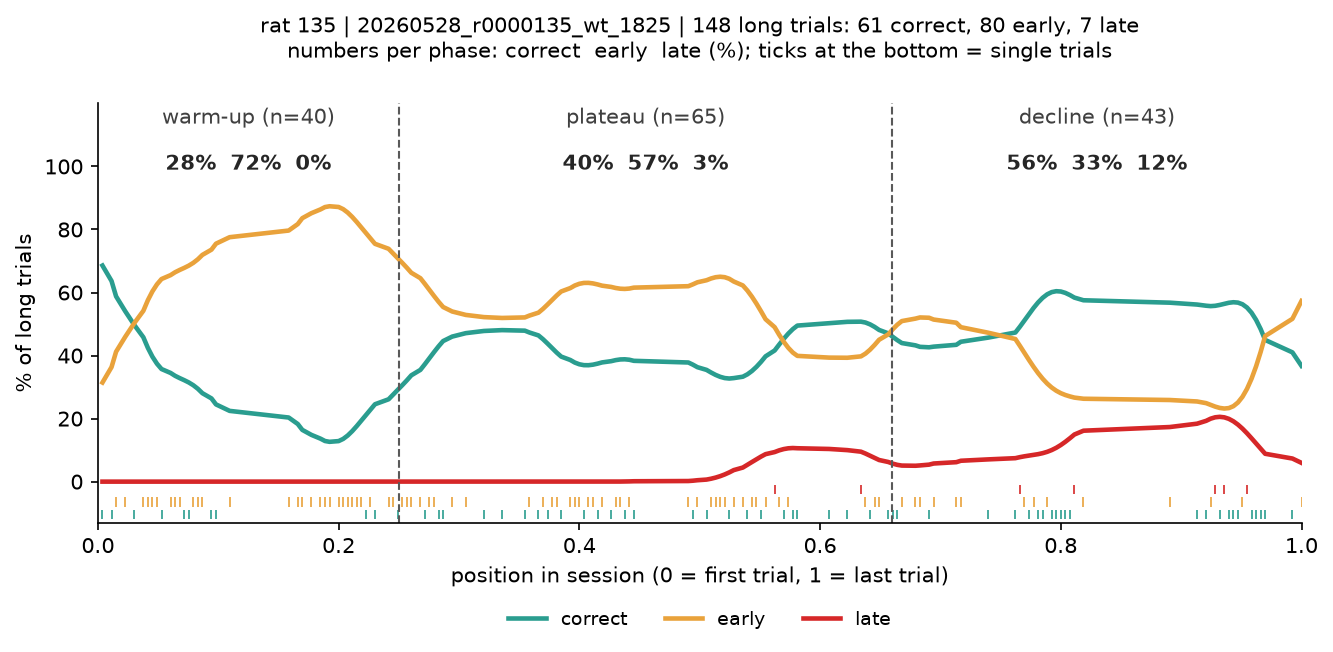 rat 135 | 20260528_r0000135_wt_1825 | 148 long trials: 61 correct, 80 early, 7 late
numbers per phase: correct  early  late (%); ticks at the bottom = single trials
warm-up (n=40)
plateau (n=65)
decline (n=43)
28%  72%  0%
40%  57%  3%
56%  33%  12%
% of long trials
100
80
60
40
20
0
0.0
0.2
0.4
0.6
0.8
1.0
position in session (0 = first trial, 1 = last trial)
correct
early
late